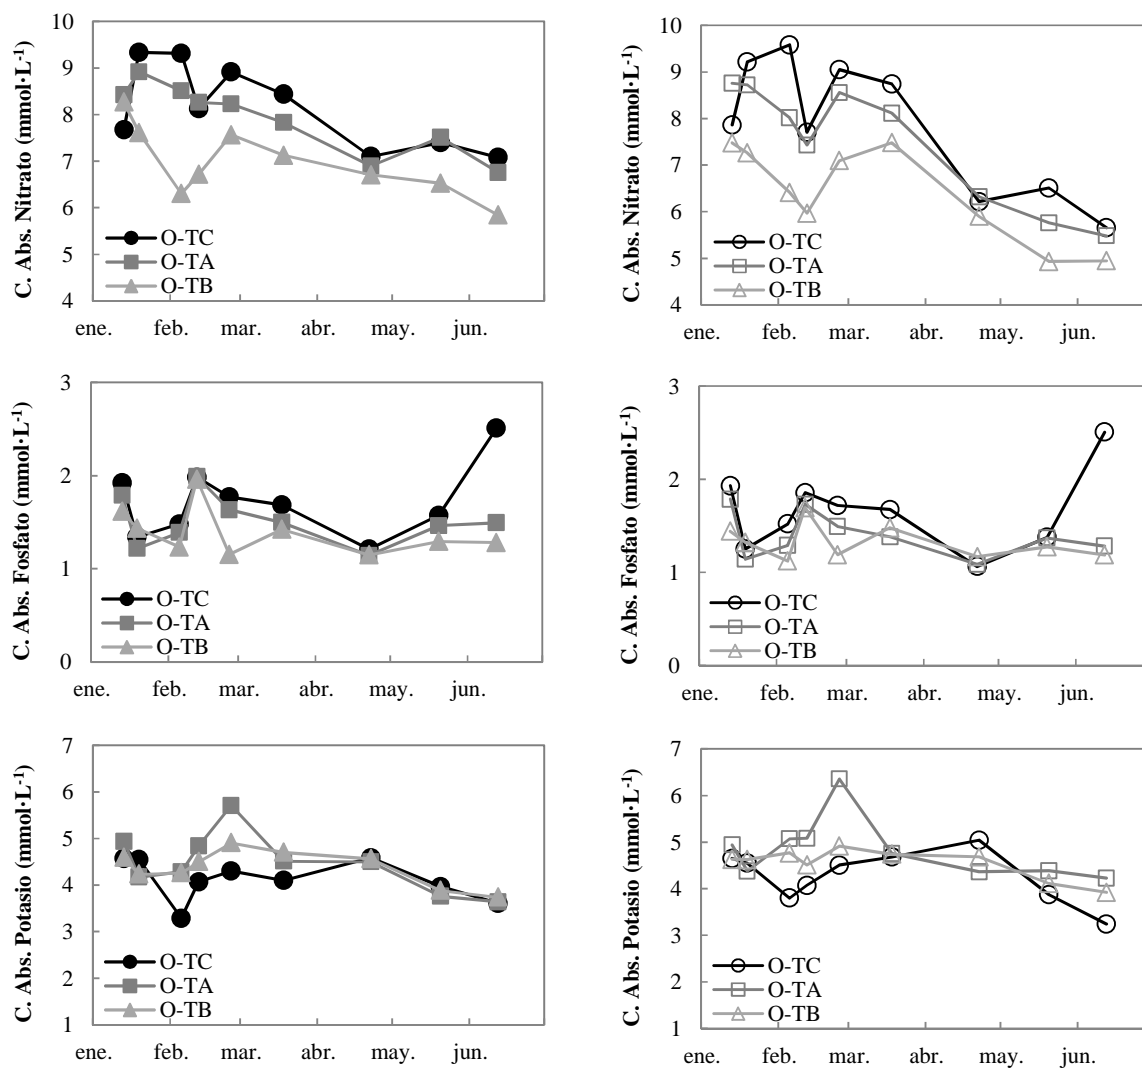 C. Abs. Nitrato (mmol·L⁻¹)
10
9
8
7
6
5
4
O-TC
O-TA
O-TB
ene. feb. mar. abr. may. jun.
C. Abs. Nitrato (mmol·L⁻¹)
10
9
8
7
6
5
4
O-TC
O-TA
O-TB
ene. feb. mar. abr. may. jun.
C. Abs. Fosfato (mmol·L⁻¹)
3
2
1
0
O-TC
O-TA
O-TB
ene. feb. mar. abr. may. jun.
C. Abs. Fosfato (mmol·L⁻¹)
3
2
1
0
O-TC
O-TA
O-TB
ene. feb. mar. abr. may. jun.
C. Abs. Potasio (mmol·L⁻¹)
7
6
5
4
3
2
1
O-TC
O-TA
O-TB
ene. feb. mar. abr. may. jun.
C. Abs. Potasio (mmol·L⁻¹)
7
6
5
4
3
2
1
O-TC
O-TA
O-TB
ene. feb. mar. abr. may. jun.